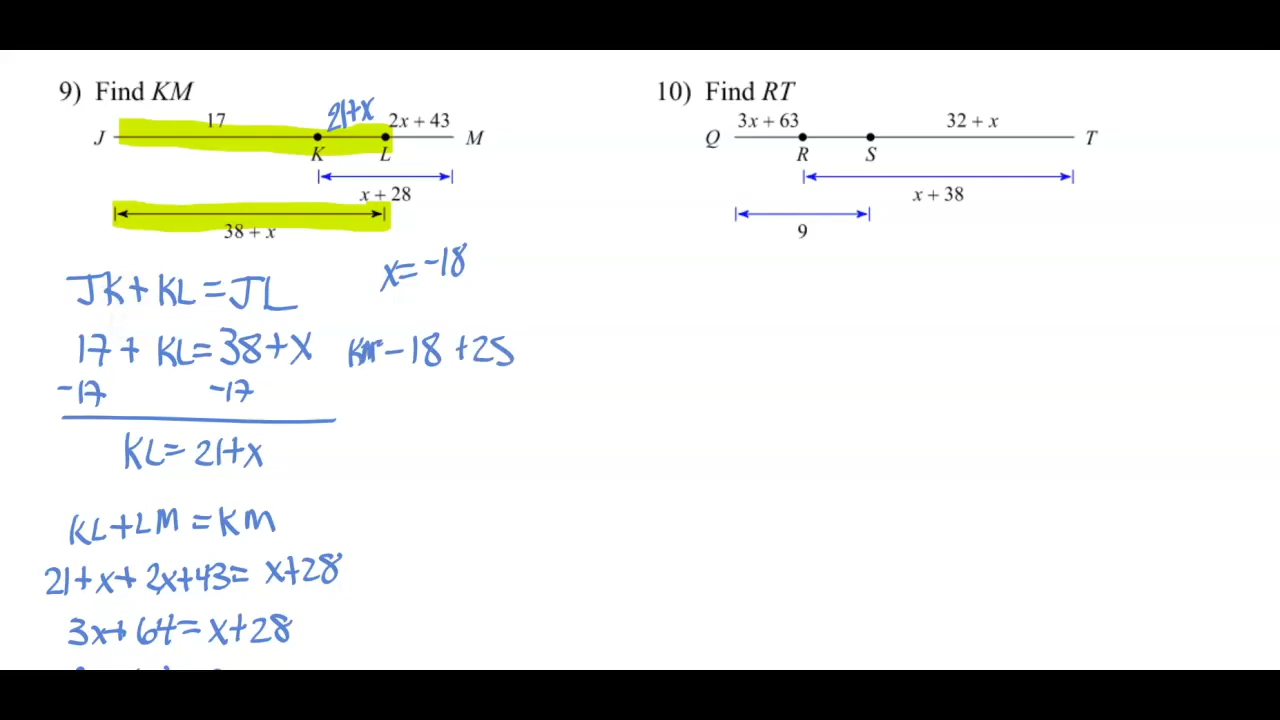 9) Find KM
17
21+x
2x + 43
J
K
L
M
x + 28
38 + x
JK + KL = JL
17 + KL = 38 + x
-17 -17
KL = 21+x
KL + LM = KM
21 + x + 2x + 43 = x + 28
3x + 64 = x + 28
x = -18
KM = -18 + 25
10) Find RT
3x + 63
32 + x
Q
R
S
T
x + 38
9